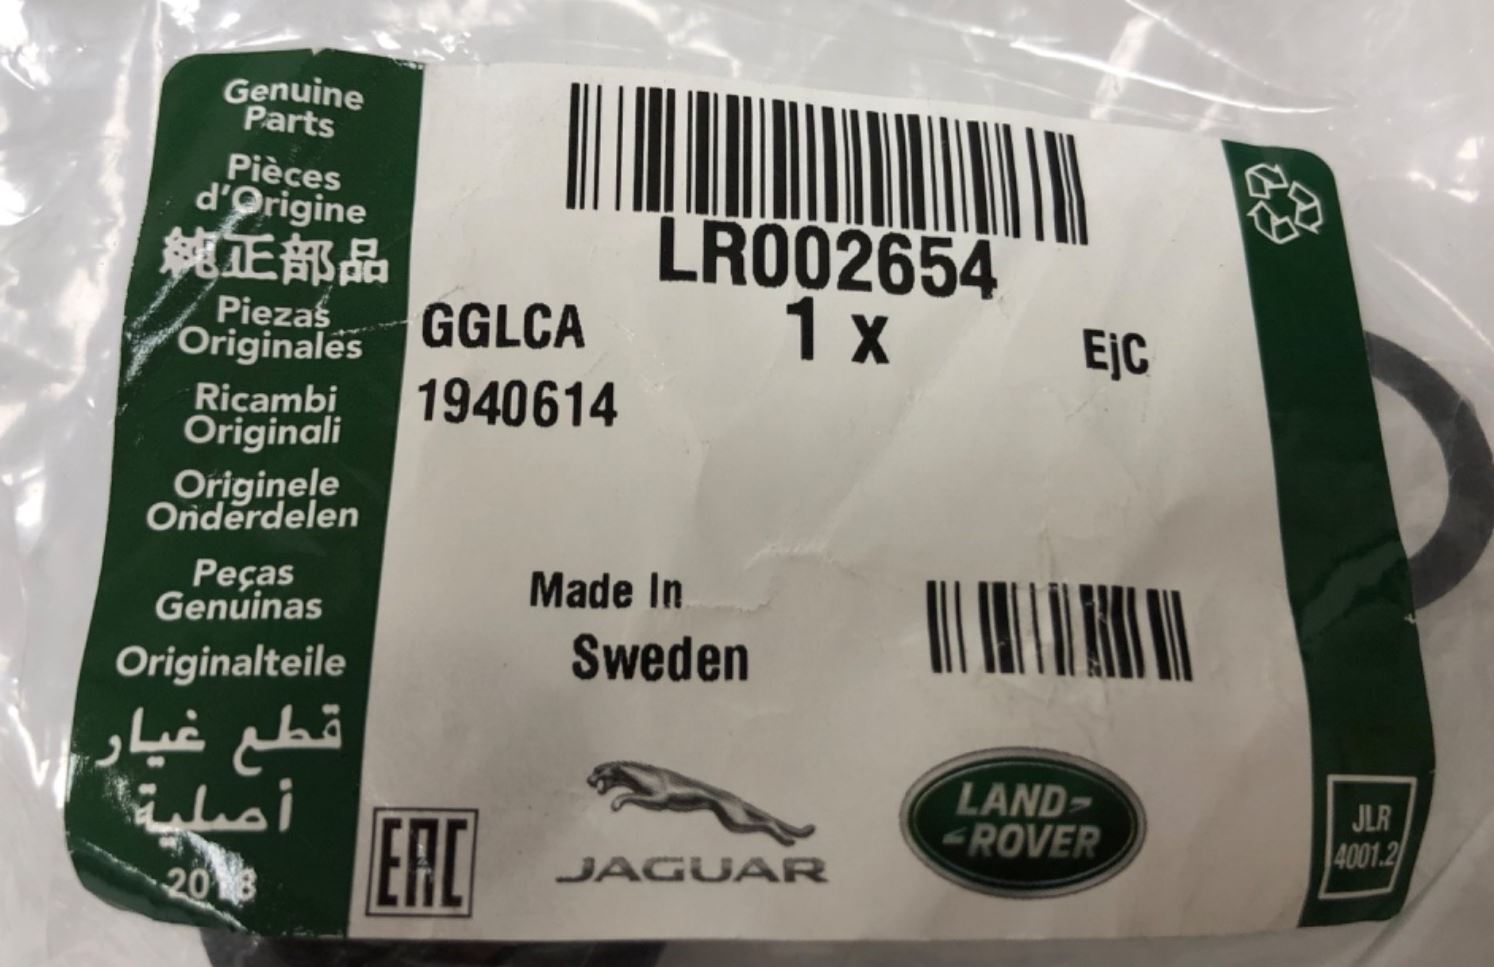 Genuine
Parts
Pièces
d'Origine
純正部品
Piezas
Originales
Ricambi
Originali
Originele
Onderdelen
Peças
Genuinas
Originalteile
قطع غيار
أصلية
LR002654
GGLCA
1 x
EjC
1940614
Made In
Sweden
EAC
JAGUAR
LAND-
-ROVER
JLR
4001.2